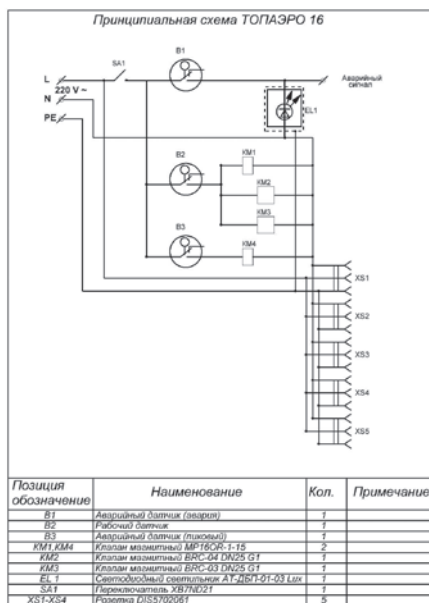 Принципиальная схема ТОПАЭРО 16
B1
SA1
L
Аварийный
сигнал
220 V ~
N
EL1
PE
B2
KM1
KM2
KM3
B3
KM4
XS1
XS2
XS3
XS4
XS5
Позиция обозначение Наименование Кол. Примечание
B1 Аварийный датчик (авария) 1
B2 Рабочий датчик 1
B3 Аварийный датчик (пиковый) 1
KM1,KM4 Клапан магнитный MP16OR-1-15 2
KM2 Клапан магнитный BRC-04 DN25 G1 1
KM3 Клапан магнитный BRC-03 DN25 G1 1
EL 1 Светодиодный светильник АТ-ДБП-01-03 Lux 1
SA1 Переключатель XB7ND21 1
XS1-XS4 Розетка DIS5702061 5